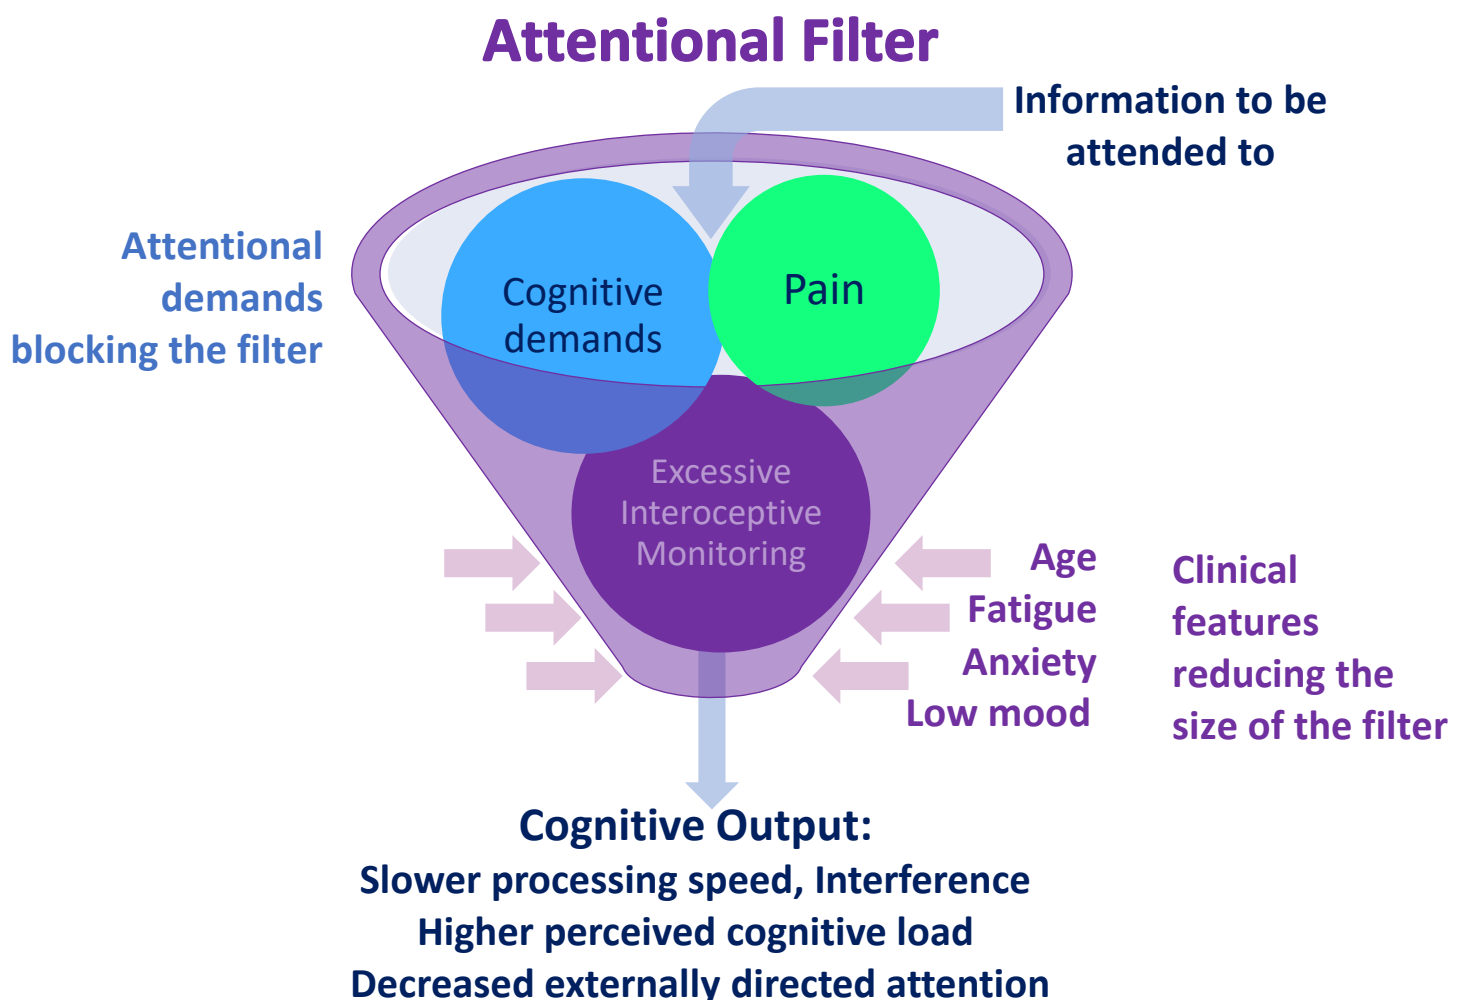 Attentional Filter
Information to be
attended to
Attentional
demands
blocking the filter
Cognitive
demands
Pain
Excessive
Interoceptive
Monitoring
Age
Fatigue
Anxiety
Low mood
Clinical
features
reducing the
size of the filter
Cognitive Output:
Slower processing speed, Interference
Higher perceived cognitive load
Decreased externally directed attention